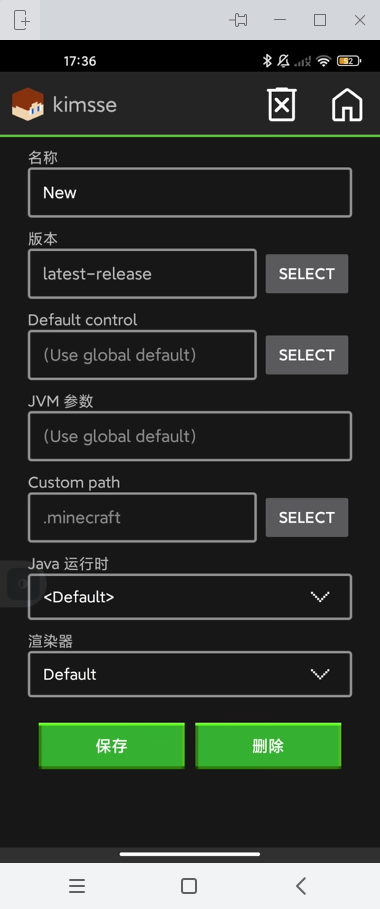 17:36
52
kimsse
名称
New
版本
latest-release
SELECT
Default control
(Use global default)
SELECT
JVM 参数
(Use global default)
Custom path
.minecraft
SELECT
Java 运行时
<Default>
渲染器
Default
保存
删除